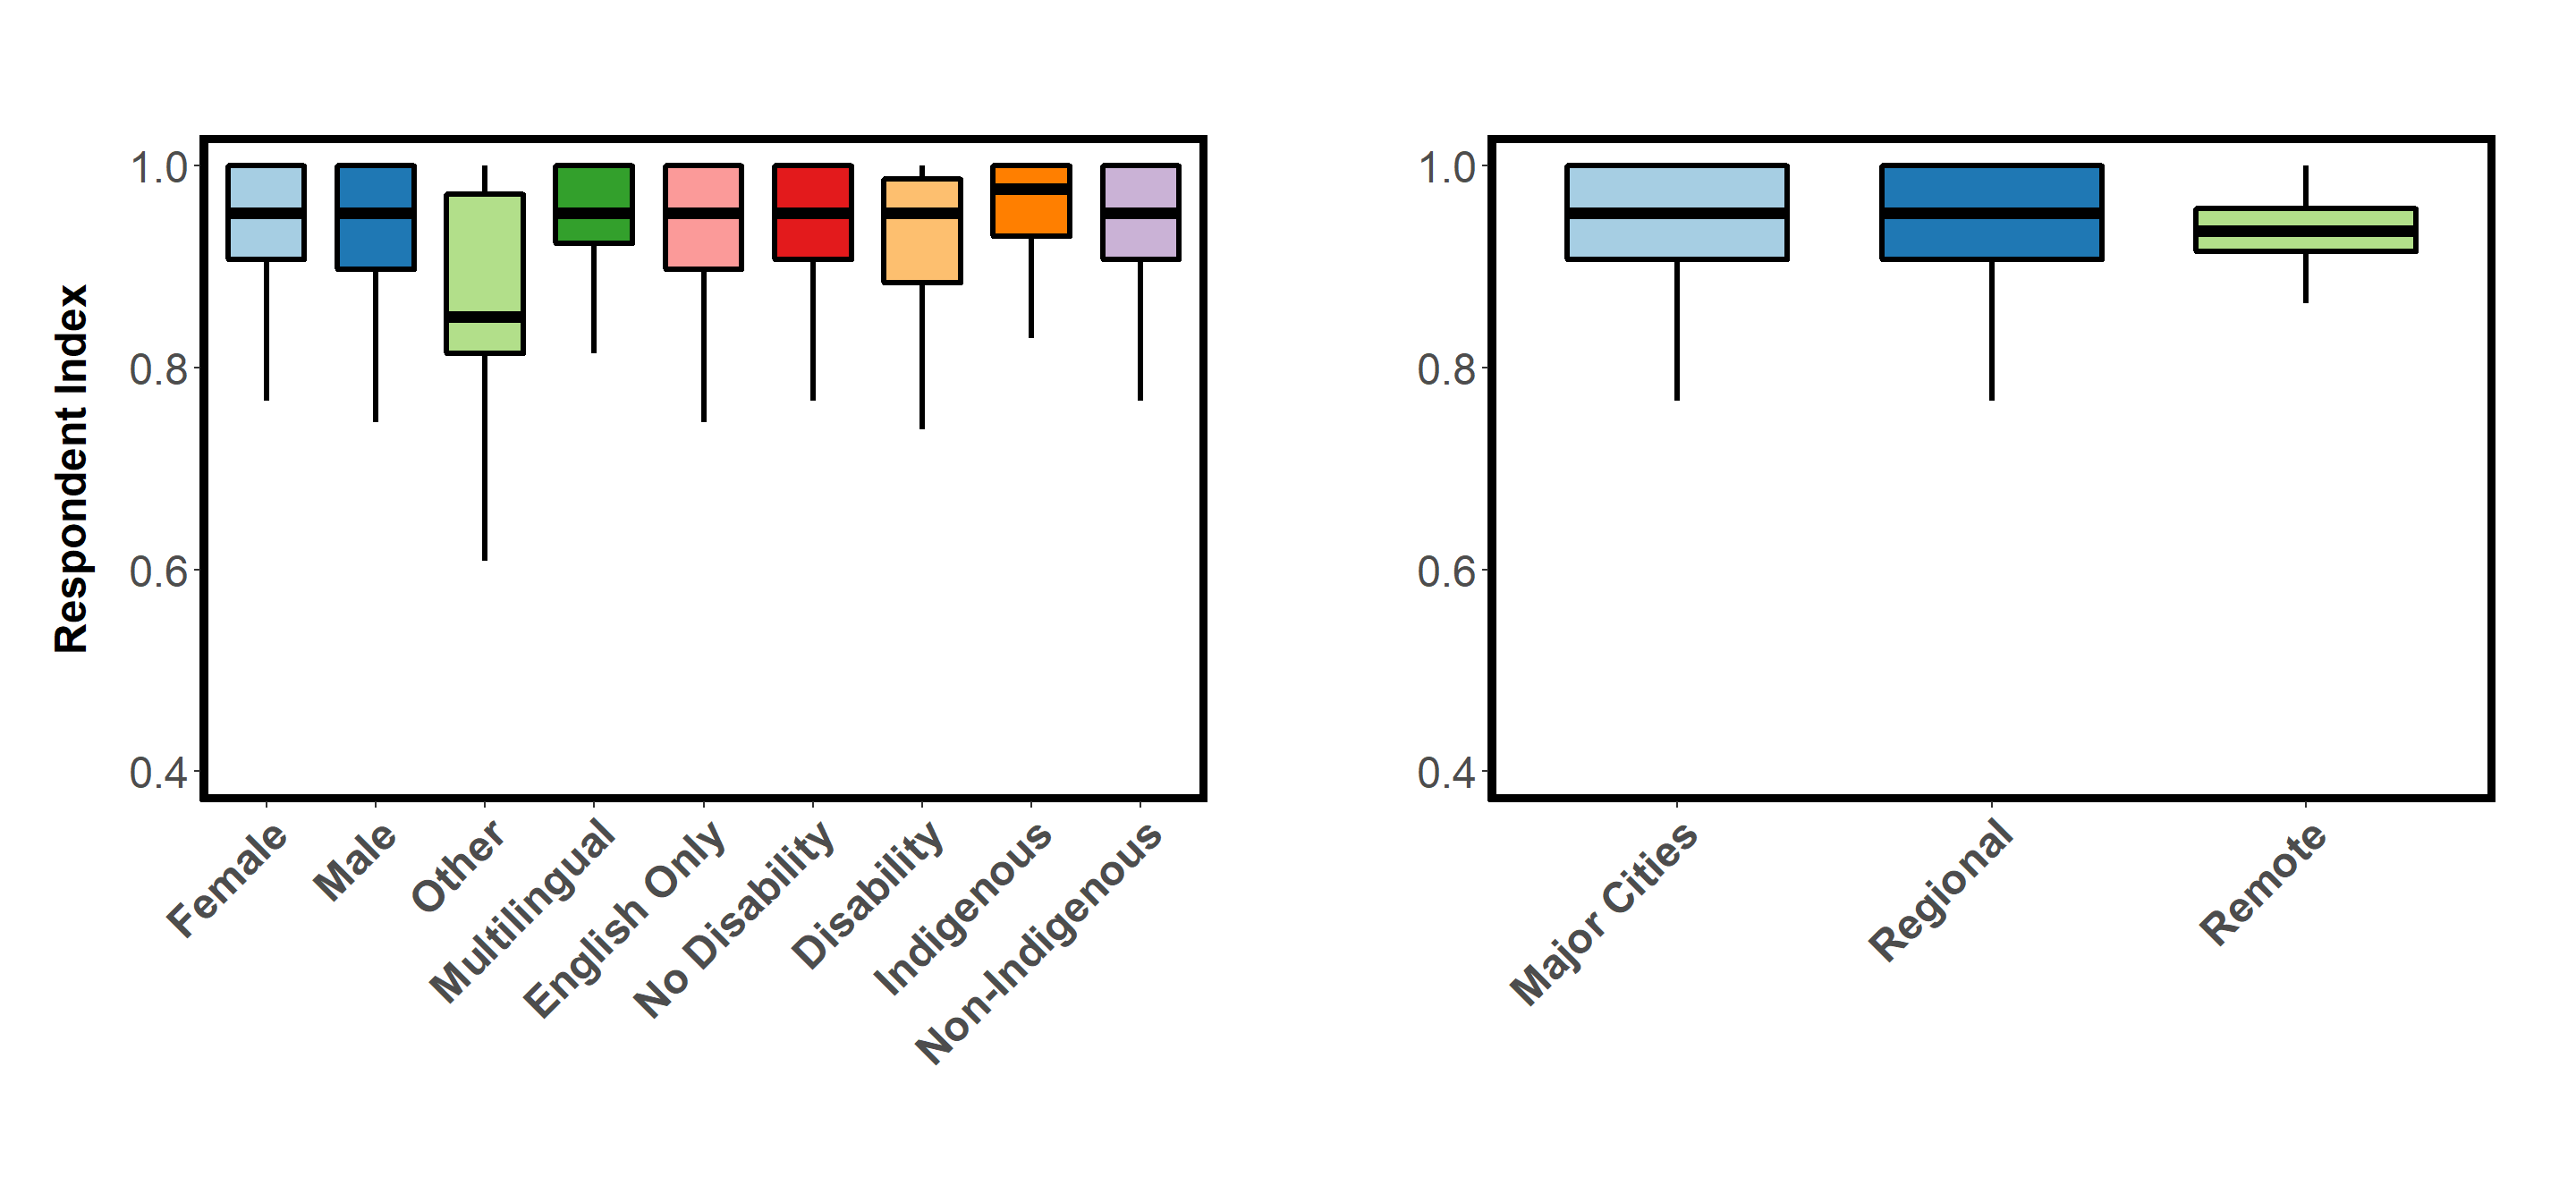 Respondent Index
1.0
0.8
0.6
0.4
Female
Male
Other
Multilingual
English Only
No Disability
Disability
Indigenous
Non-Indigenous
1.0
0.8
0.6
0.4
Major Cities
Regional
Remote